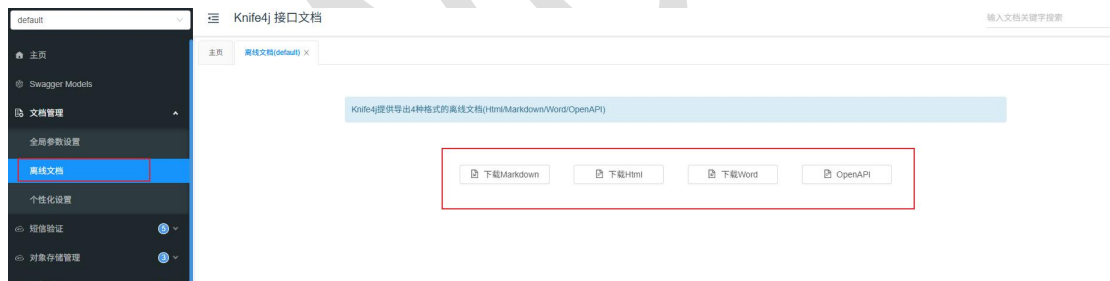 default
Knife4j 接口文档
输入文档关键字搜索
主页
Swagger Models
文档管理
全局参数设置
离线文档
个性化设置
短信验证 5
对象存储管理 3
主页 离线文档(default) ×
Knife4j提供导出4种格式的离线文档(Html/Markdown/Word/OpenAPI)
下载Markdown 下载Html 下载Word OpenAPI